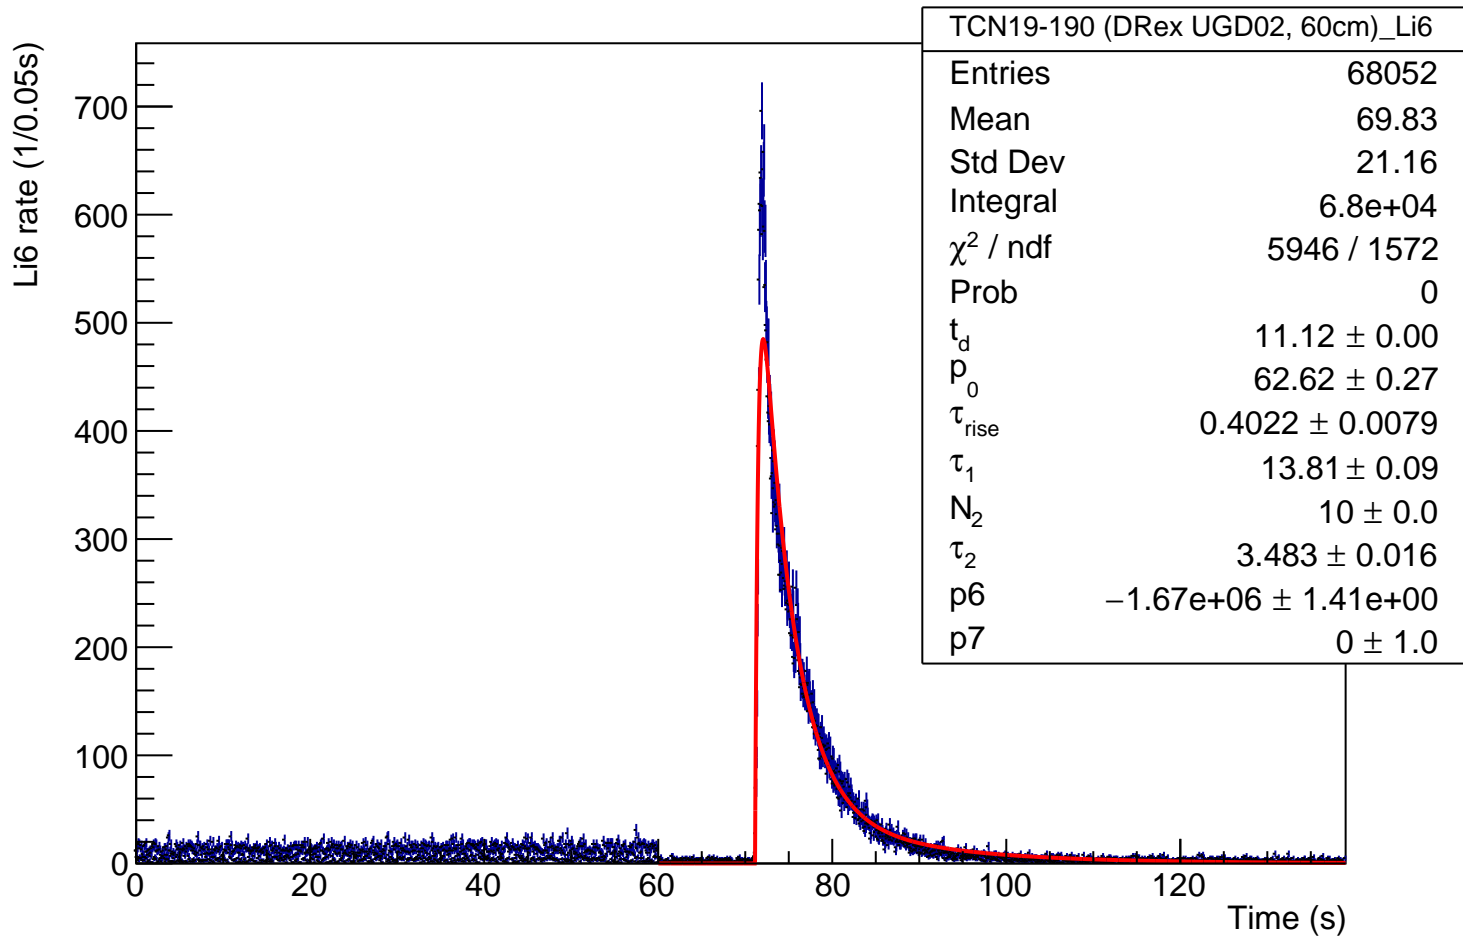 TCN19-190 (DRex UGD02, 60cm)_Li6
Entries 68052
Mean 69.83
Std Dev 21.16
Integral 6.8e+04
χ² / ndf 5946 / 1572
Prob 0
t_d 11.12 ± 0.00
p_0 62.62 ± 0.27
τ_rise 0.4022 ± 0.0079
τ_1 13.81 ± 0.09
N_2 10 ± 0.0
τ_2 3.483 ± 0.016
p6 −1.67e+06 ± 1.41e+00
p7 0 ± 1.0
Li6 rate (1/0.05s)
700
600
500
400
300
200
100
0
0 20 40 60 80 100 120
Time (s)